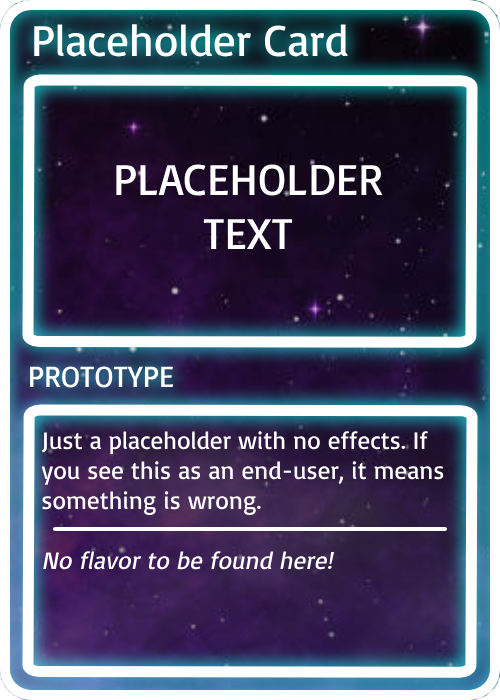 Placeholder Card
PLACEHOLDER
TEXT
PROTOTYPE
Just a placeholder with no effects. If
you see this as an end-user, it means
something is wrong.
No flavor to be found here!